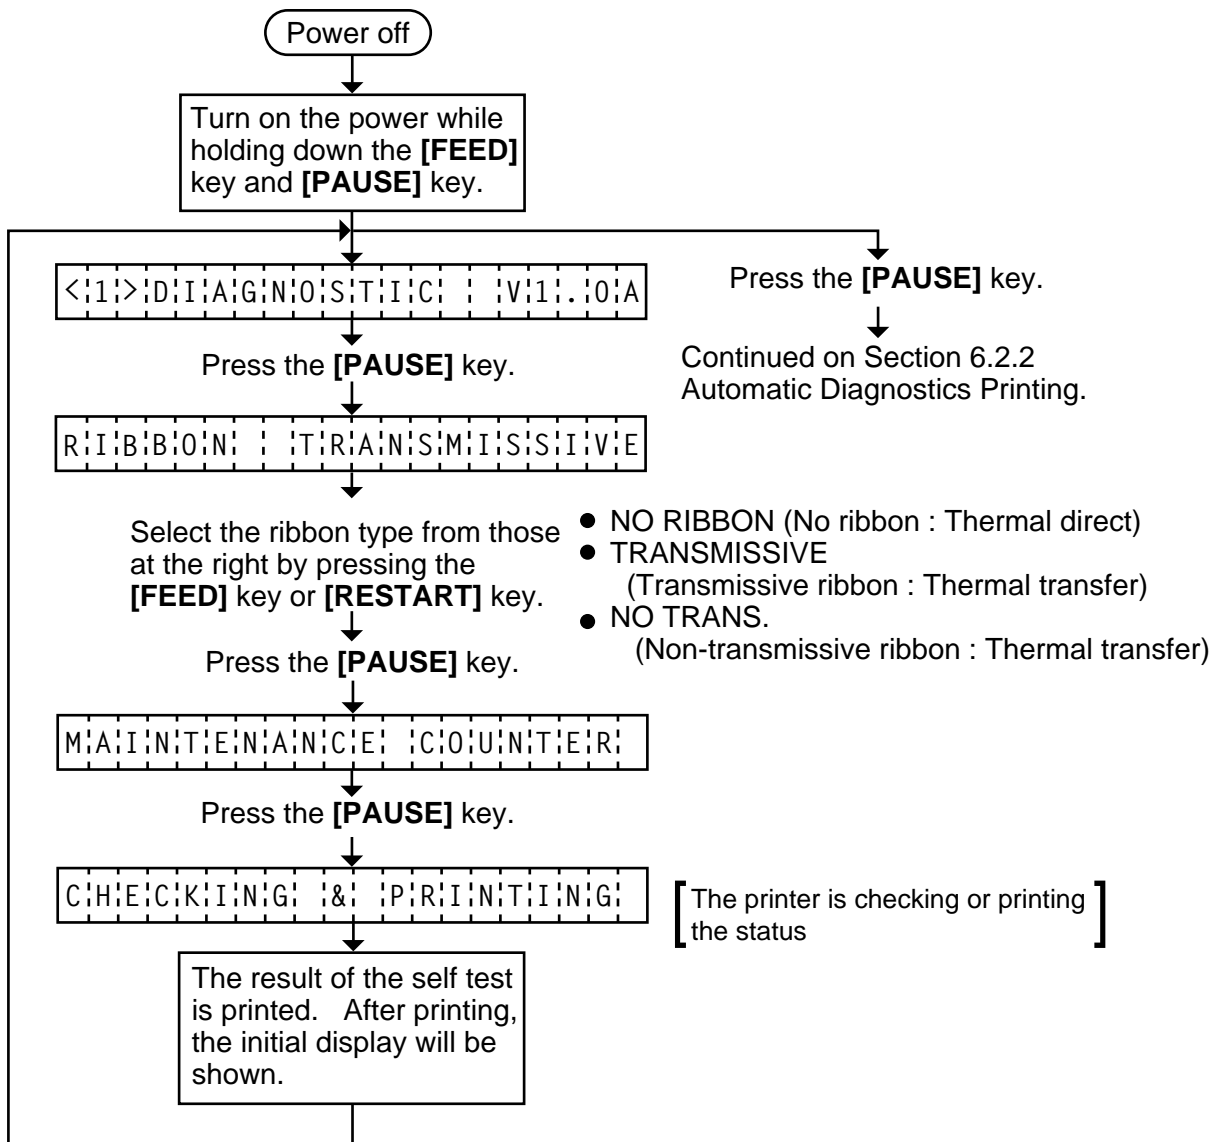 Power off
Turn on the power while
holding down the [FEED]
key and [PAUSE] key.
<1>DIAGNOSTIC  V1.0A
Press the [PAUSE] key.
Continued on Section 6.2.2
Automatic Diagnostics Printing.
Press the [PAUSE] key.
RIBBON  TRANSMISSIVE
Select the ribbon type from those
at the right by pressing the
[FEED] key or [RESTART] key.
● NO RIBBON (No ribbon : Thermal direct)
● TRANSMISSIVE
(Transmissive ribbon : Thermal transfer)
● NO TRANS.
(Non-transmissive ribbon : Thermal transfer)
Press the [PAUSE] key.
MAINTENANCE COUNTER
Press the [PAUSE] key.
CHECKING & PRINTING
[The printer is checking or printing
the status]
The result of the self test
is printed.   After printing,
the initial display will be
shown.